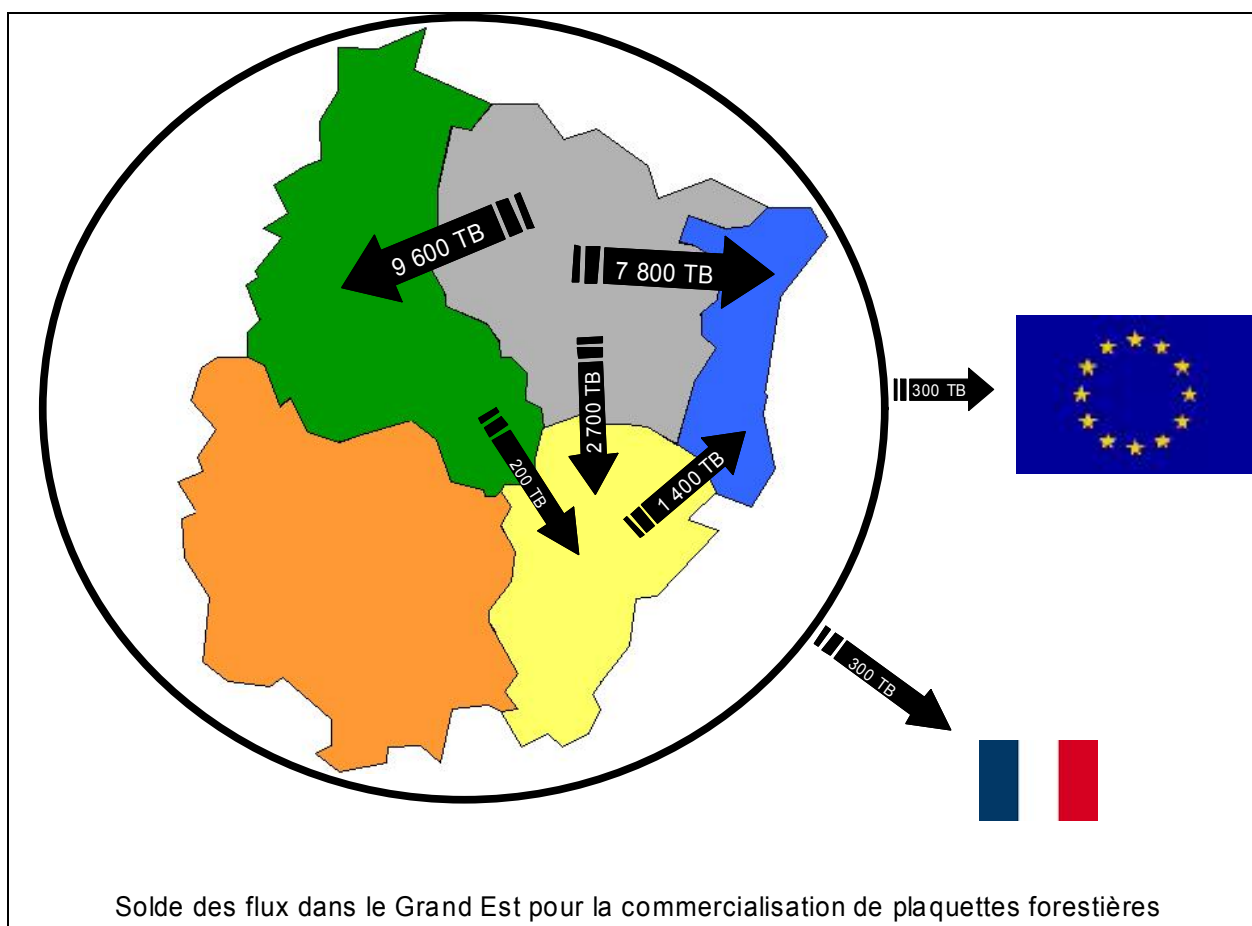 9 600 TB
7 800 TB
2 700 TB
300 TB
200 TB
1 400 TB
300 TB
Solde des flux dans le Grand Est pour la commercialisation de plaquettes forestières